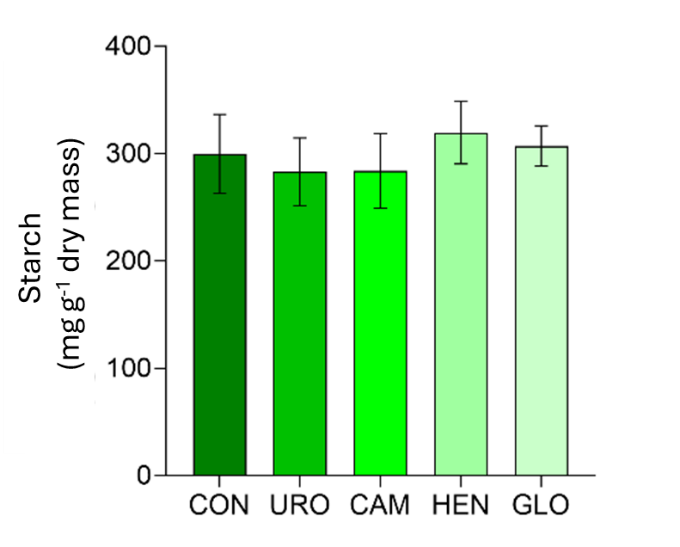 400
300
200
100
0
Starch
(mg g⁻¹ dry mass)
CON URO CAM HEN GLO